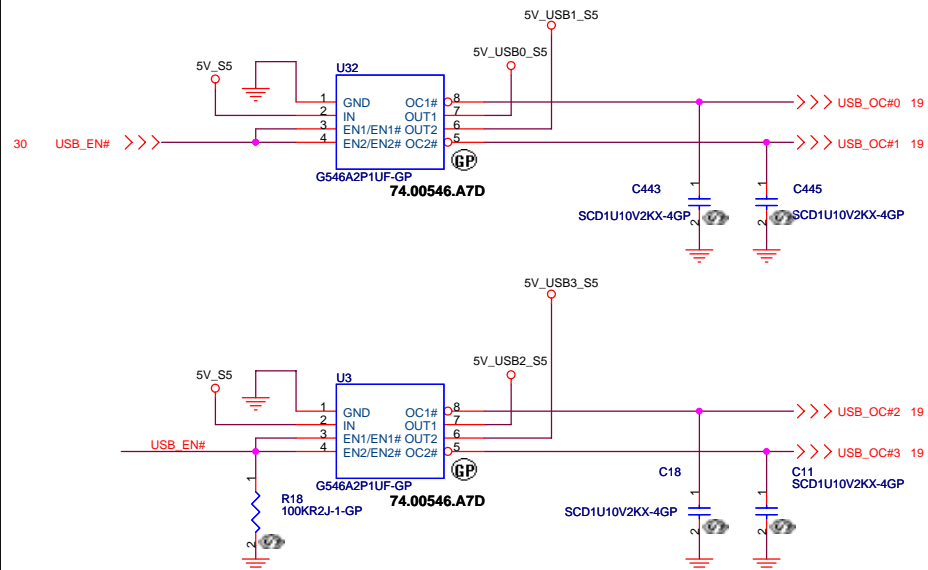 5V_USB1_S5
5V_USB0_S5
5V_S5
U32
1 GND OC1# 8
2 IN OUT1 7
3 EN1/EN1# OUT2 6
4 EN2/EN2# OC2# 5
30 USB_EN#
USB_OC#0 19
USB_OC#1 19
GP
G546A2P1UF-GP
74.00546.A7D
C443
1
SCD1U10V2KX-4GP
2
C445
1
SCD1U10V2KX-4GP
2
5V_USB3_S5
5V_USB2_S5
5V_S5
U3
1 GND OC1# 8
2 IN OUT1 7
3 EN1/EN1# OUT2 6
4 EN2/EN2# OC2# 5
USB_EN#
USB_OC#2 19
USB_OC#3 19
GP
G546A2P1UF-GP
74.00546.A7D
1
R18
100KR2J-1-GP
2
C18
1
SCD1U10V2KX-4GP
2
C11
SCD1U10V2KX-4GP
1
2